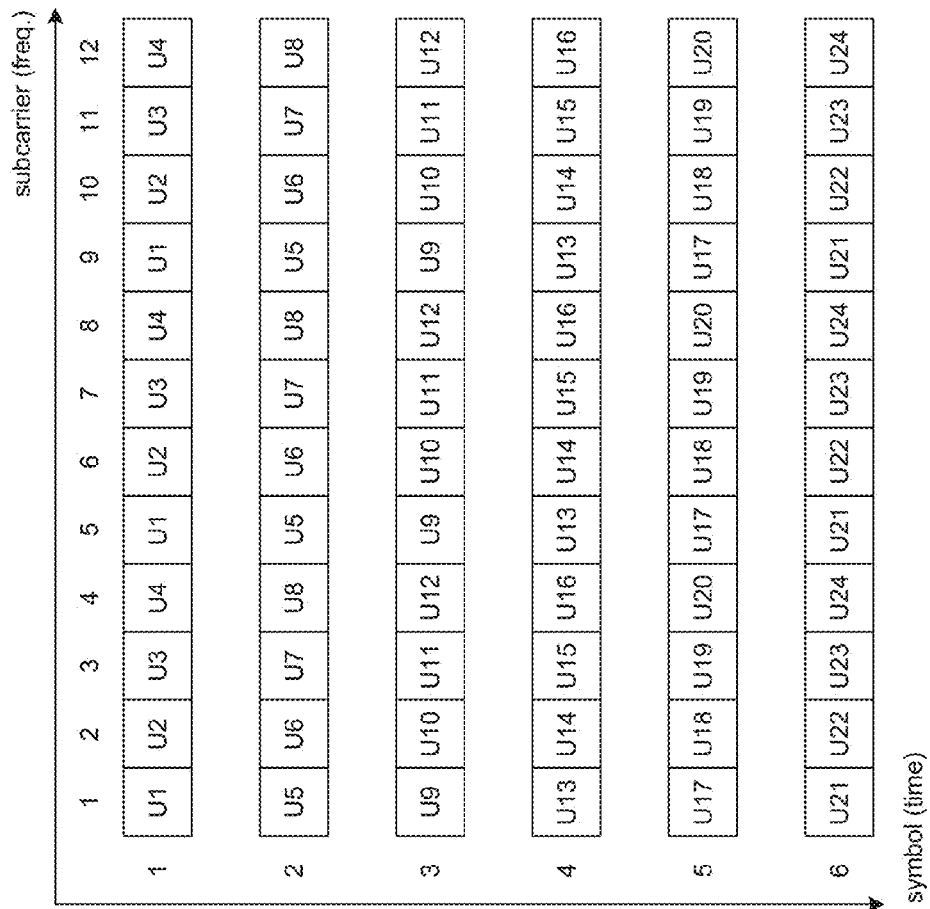 subcarrier (freq.)
1 2 3 4 5 6 7 8 9 10 11 12
1 U1 U2 U3 U4 U1 U2 U3 U4 U1 U2 U3 U4
2 U5 U6 U7 U8 U5 U6 U7 U8 U5 U6 U7 U8
3 U9 U10 U11 U12 U9 U10 U11 U12 U9 U10 U11 U12
4 U13 U14 U15 U16 U13 U14 U15 U16 U13 U14 U15 U16
5 U17 U18 U19 U20 U17 U18 U19 U20 U17 U18 U19 U20
6 U21 U22 U23 U24 U21 U22 U23 U24 U21 U22 U23 U24
symbol (time)